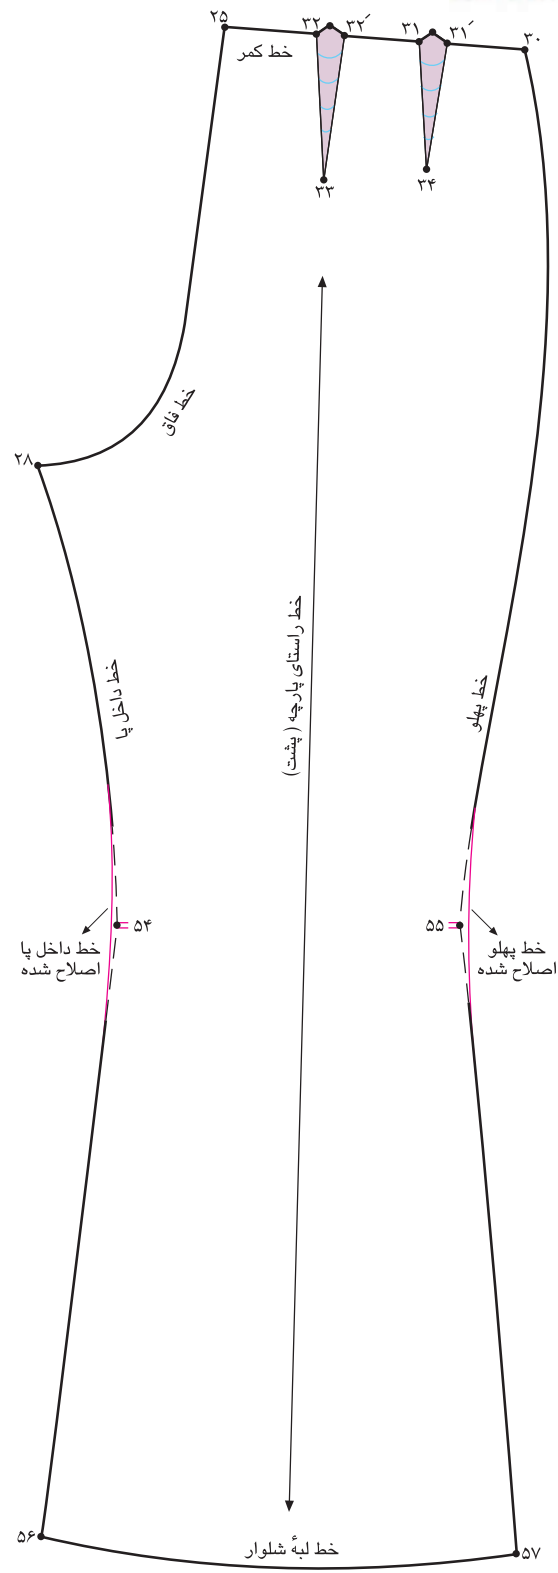 ۲۵
۳۲
۳۲′
۳۱
۳۱′
۳۰
خط کمر
۳۳
۳۴
خط فاق
۲۸
خط راستای پارچه (پشت)
خط داخل پا
خط پهلو
۵۴
۵۵
خط داخل پا
اصلاح شده
خط پهلو
اصلاح شده
۵۶
خط لبهٔ شلوار
۵۷